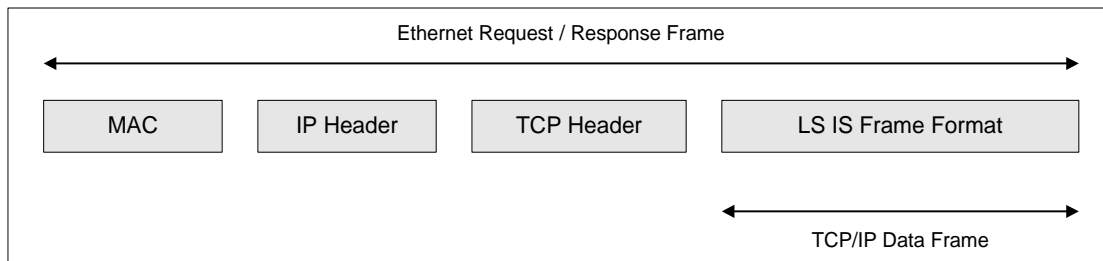 Ethernet Request / Response Frame
MAC
IP Header
TCP Header
LS IS Frame Format
TCP/IP Data Frame